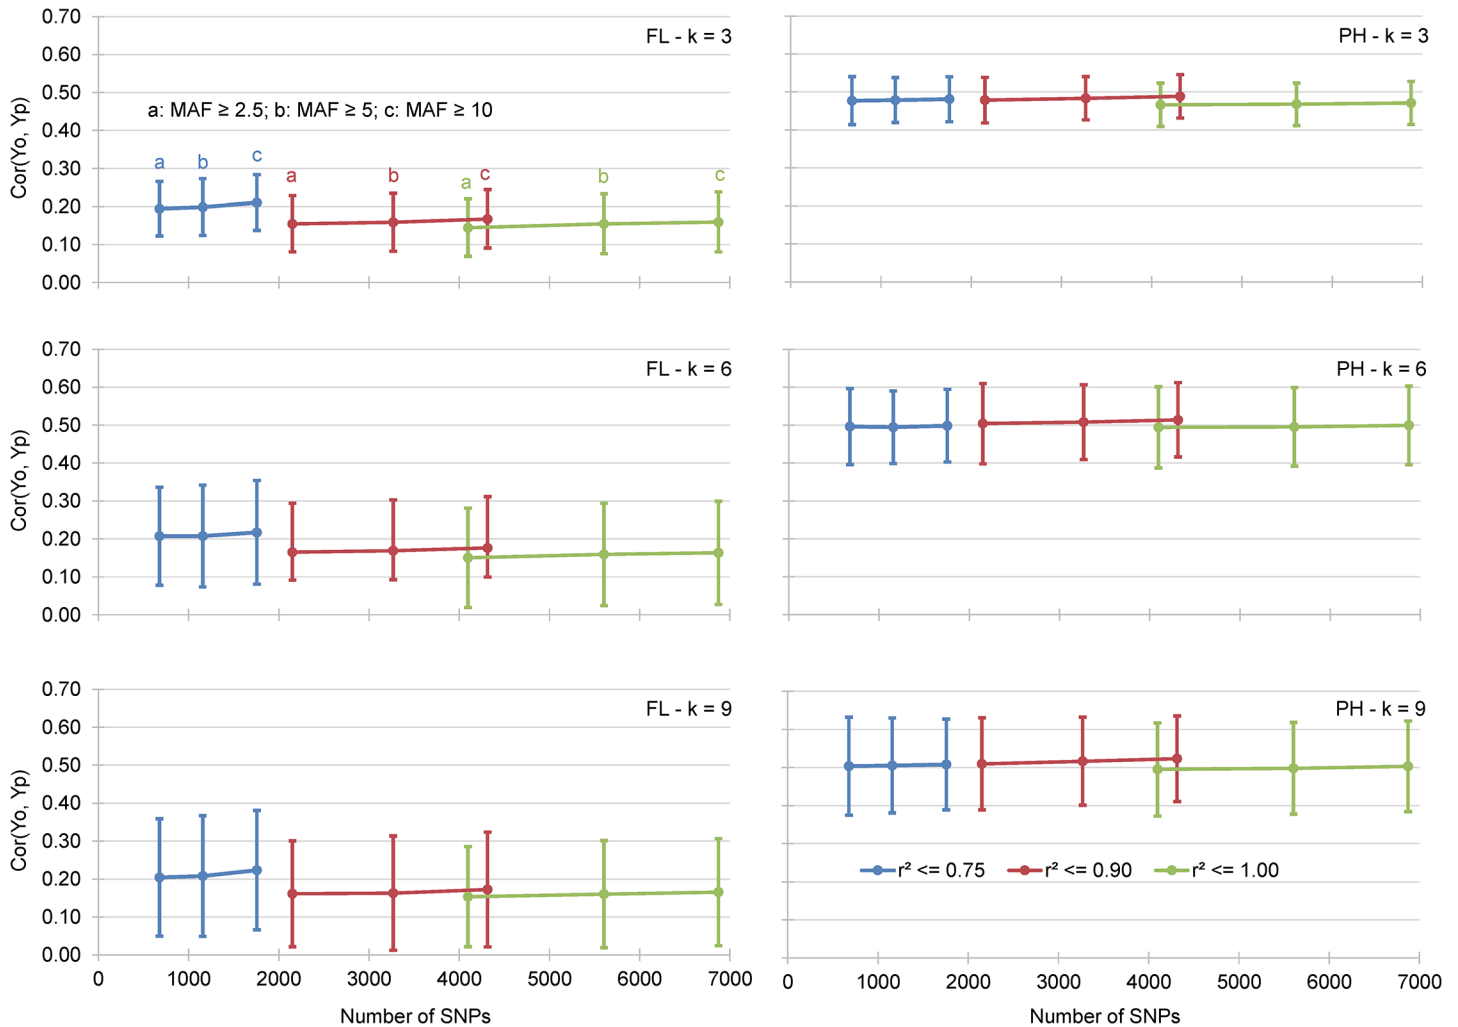 0.70
0.60
0.50
0.40
0.30
0.20
0.10
0.00
Cor(Yo, Yp)
FL - k = 3
a: MAF ≥ 2.5; b: MAF ≥ 5; c: MAF ≥ 10
a b c a b a c b c
PH - k = 3
0.70
0.60
0.50
0.40
0.30
0.20
0.10
0.00
Cor(Yo, Yp)
FL - k = 6
PH - k = 6
0.70
0.60
0.50
0.40
0.30
0.20
0.10
0.00
Cor(Yo, Yp)
FL - k = 9
0 1000 2000 3000 4000 5000 6000 7000
Number of SNPs
PH - k = 9
r² <= 0.75 r² <= 0.90 r² <= 1.00
0 1000 2000 3000 4000 5000 6000 7000
Number of SNPs